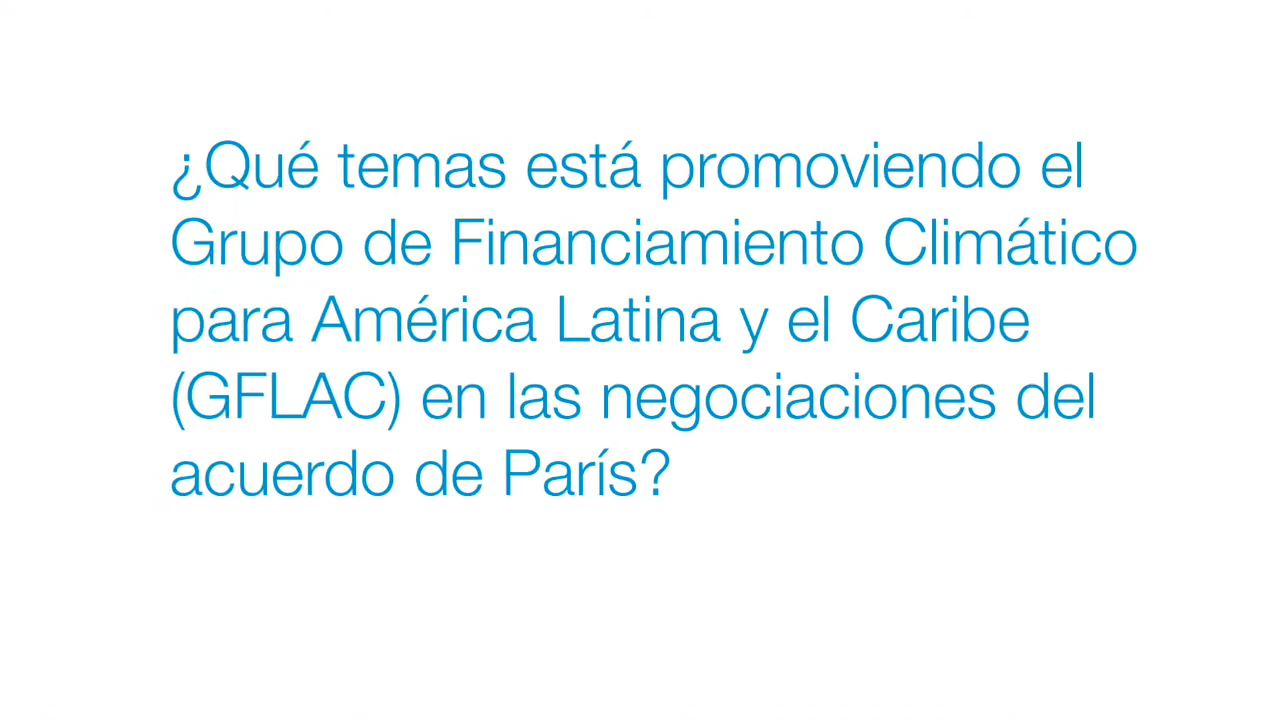 ¿Qué temas está promoviendo el
Grupo de Financiamiento Climático
para América Latina y el Caribe
(GFLAC) en las negociaciones del
acuerdo de París?